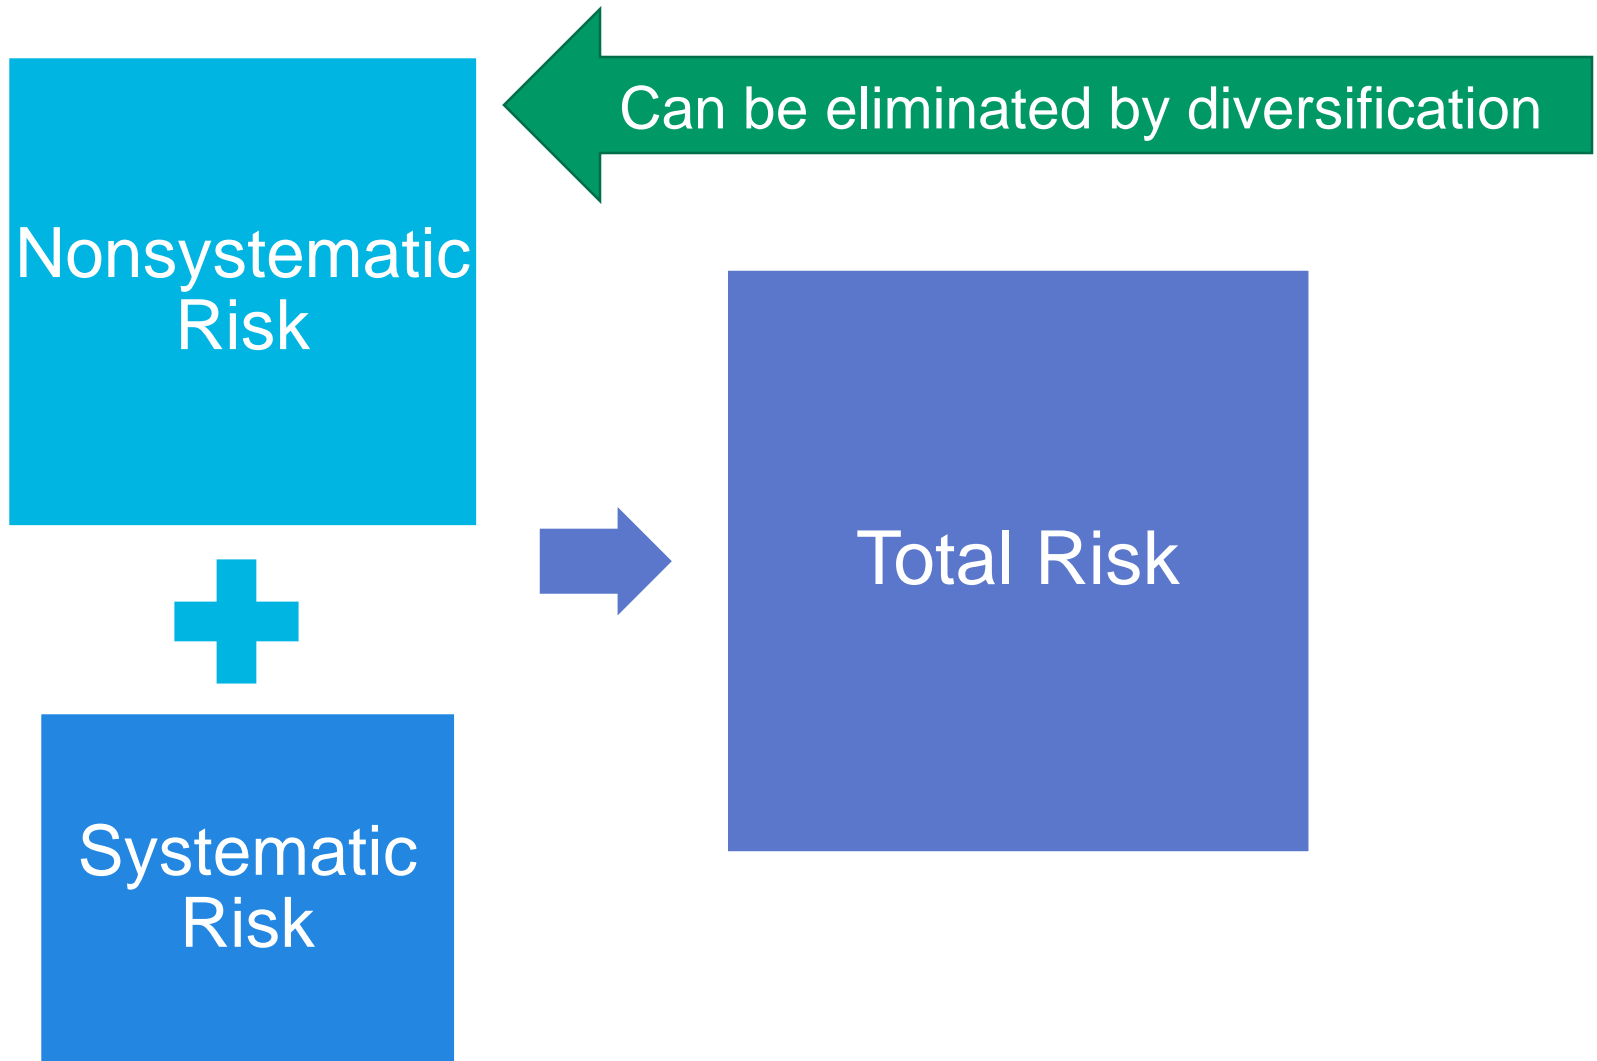 Can be eliminated by diversification
Nonsystematic
Risk
Total Risk
Systematic
Risk